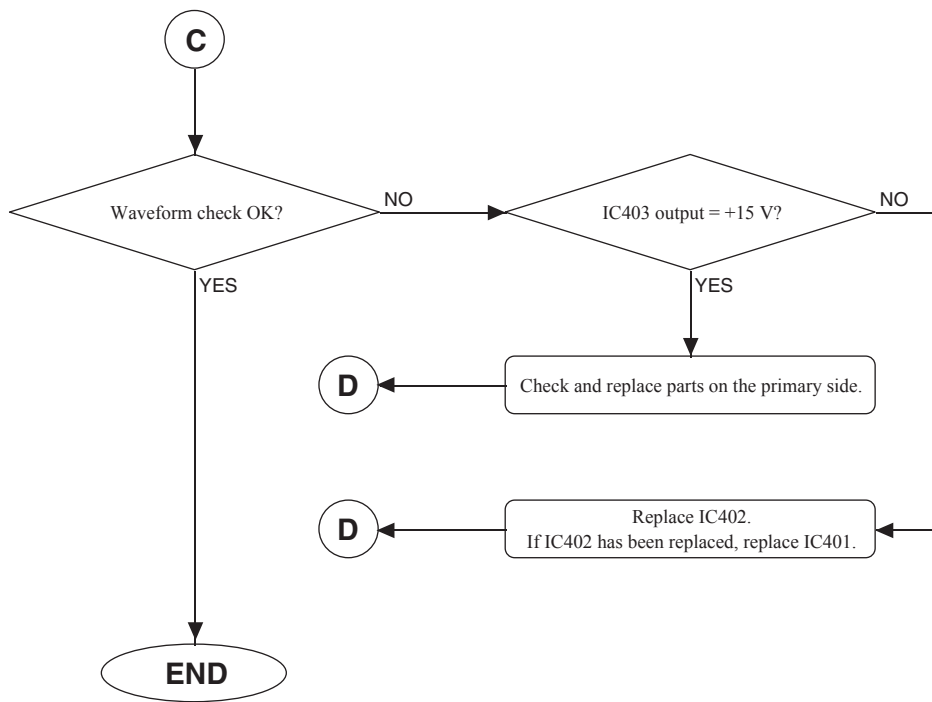 C
Waveform check OK?
NO
IC403 output = +15 V?
NO
YES
YES
D
Check and replace parts on the primary side.
D
Replace IC402.
If IC402 has been replaced, replace IC401.
END